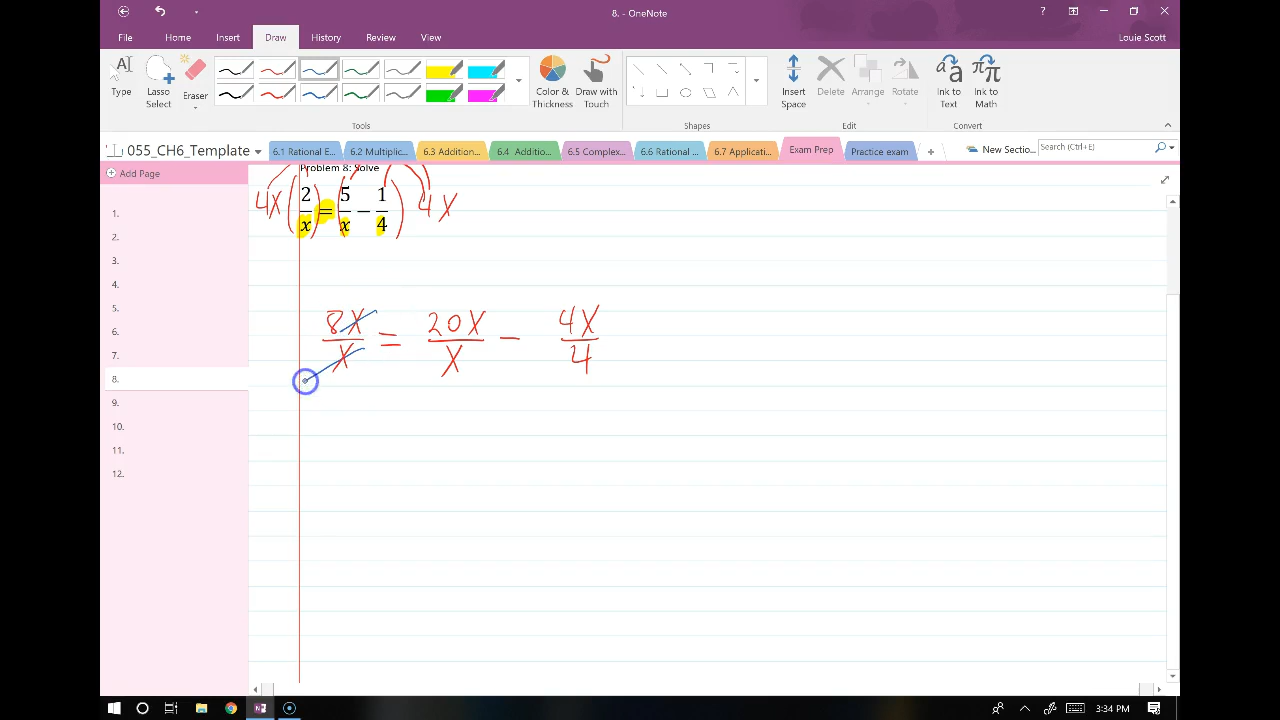 8. - OneNote
?
File Home Insert Draw History Review View
Louie Scott
Type
Lasso Select
Eraser
Color & Thickness
Draw with Touch
Insert Space
Delete
Arrange
Rotate
Ink to Text
Ink to Math
Tools
Shapes
Edit
Convert
055_CH6_Template
6.1 Rational E...
6.2 Multiplic...
6.3 Addition...
6.4 Additio...
6.5 Complex...
6.6 Rational ...
6.7 Applicati...
Exam Prep
Practice exam
New Sectio...
Search (Ctrl+E)
Add Page
1.
2.
3.
4.
5.
6.
7.
8.
9.
10.
11.
12.
Problem 8: Solve
4X ( 2/x ) = ( 5/x − 1/4 ) 4X
8X/X = 20X/X − 4X/4
3:34 PM